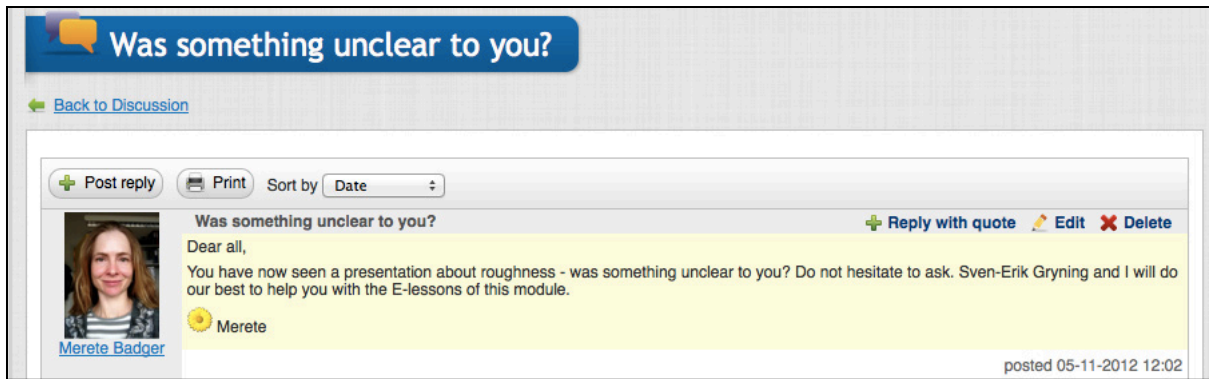 Was something unclear to you?
Back to Discussion
Post reply Print Sort by Date
Was something unclear to you? Reply with quote Edit Delete
Dear all,
You have now seen a presentation about roughness - was something unclear to you? Do not hesitate to ask. Sven-Erik Gryning and I will do
our best to help you with the E-lessons of this module.
Merete
Merete Badger
posted 05-11-2012 12:02